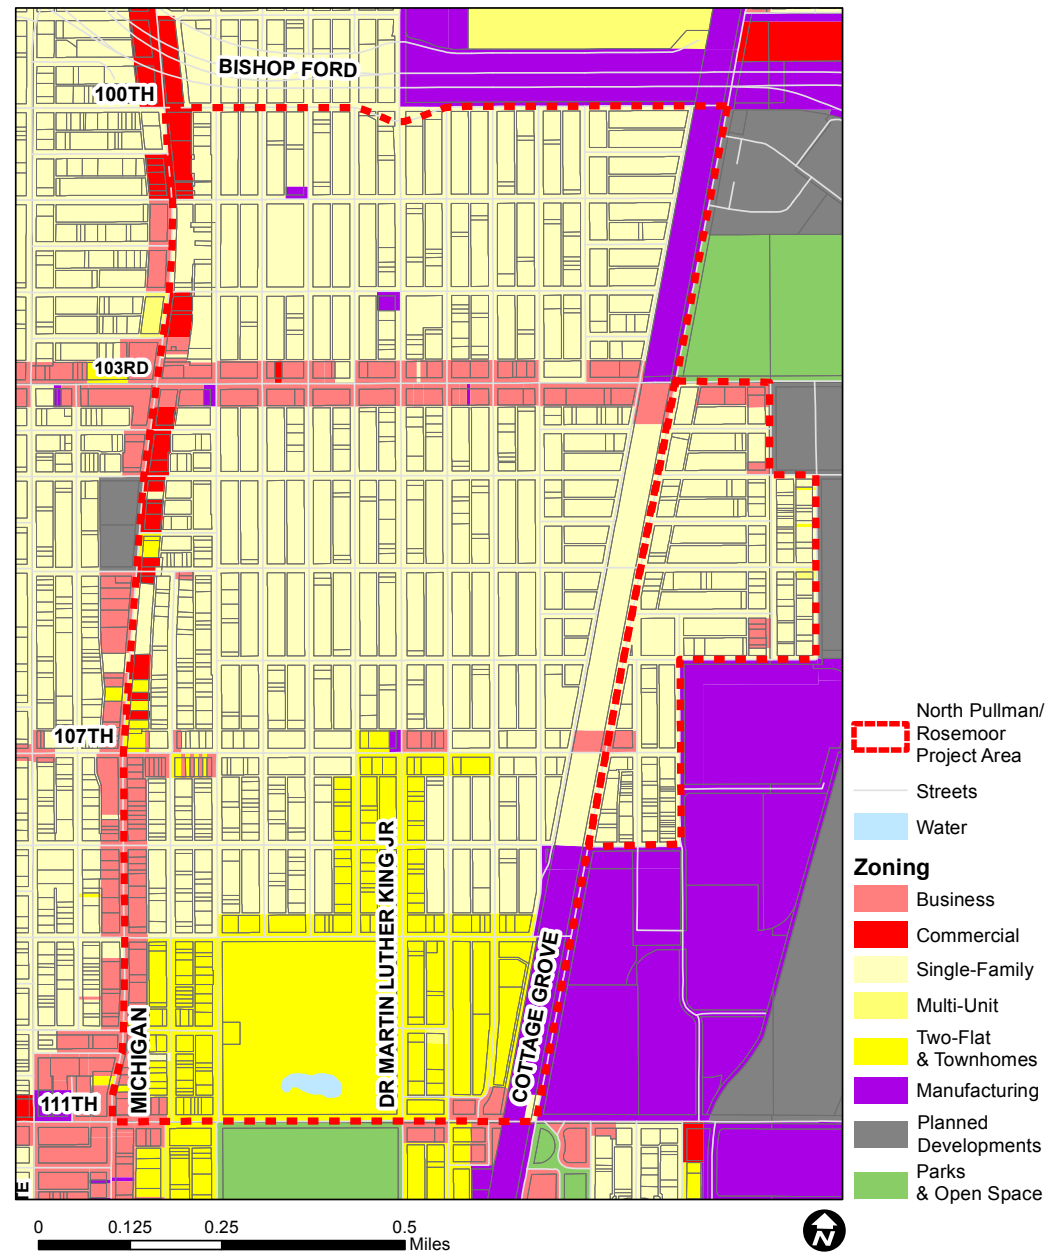 BISHOP FORD
100TH
103RD
107TH
DR MARTIN LUTHER KING JR
COTTAGE GROVE
MICHIGAN
111TH
TE
North Pullman/
Rosemoor
Project Area
Streets
Water
Zoning
Business
Commercial
Single-Family
Multi-Unit
Two-Flat
& Townhomes
Manufacturing
Planned
Developments
Parks
& Open Space
0 0.125 0.25 0.5
Miles
N